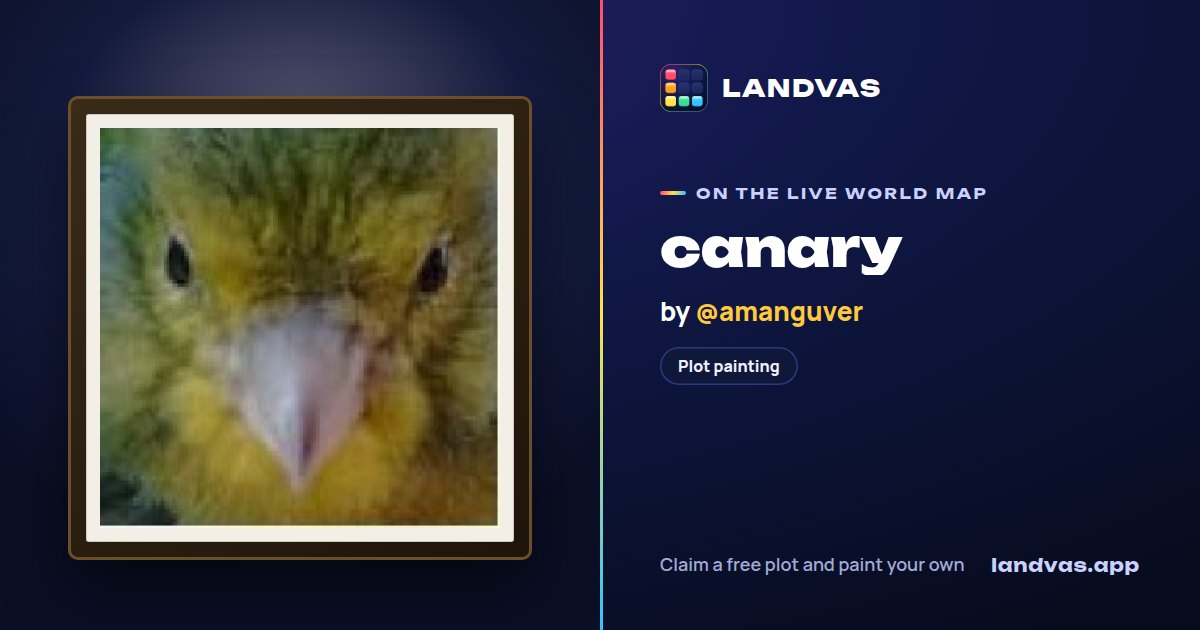 LANDVAS
ON THE LIVE WORLD MAP
canary
by @amanguver
Plot painting
Claim a free plot and paint your own landvas.app